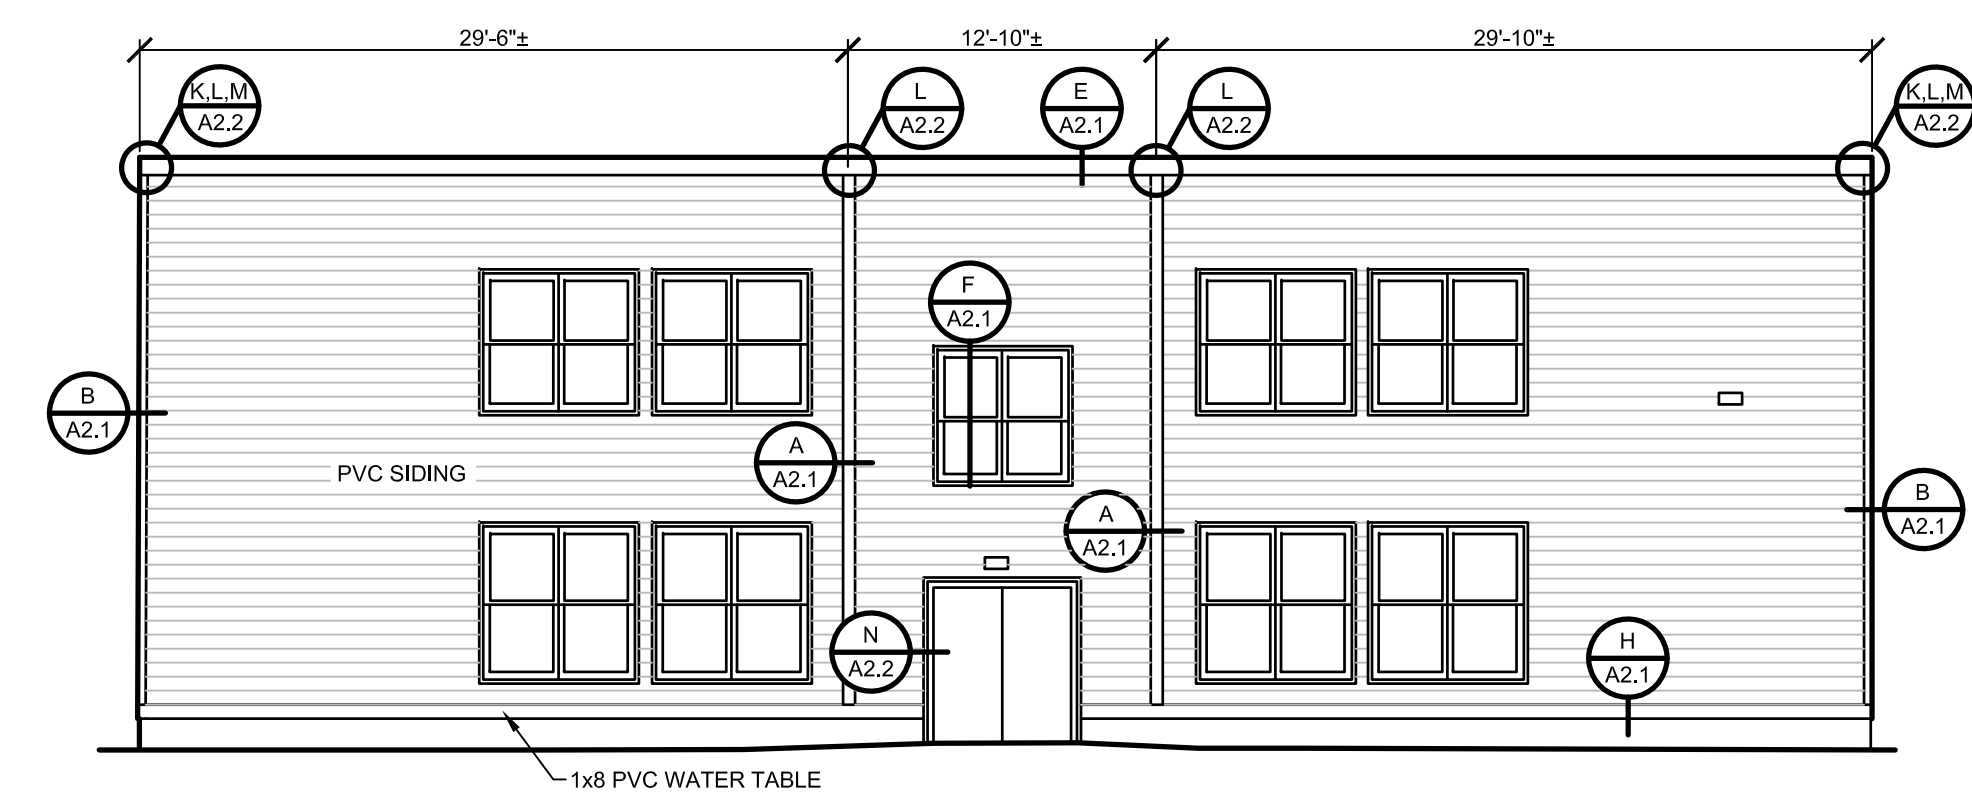 29'-6"±
12'-10"±
29'-10"±
K,L,M
A2.2
L
A2.2
E
A2.1
L
A2.2
K,L,M
A2.2
F
A2.1
B
A2.1
A
A2.1
PVC SIDING
A
A2.1
B
A2.1
N
A2.2
H
A2.1
1x8 PVC WATER TABLE